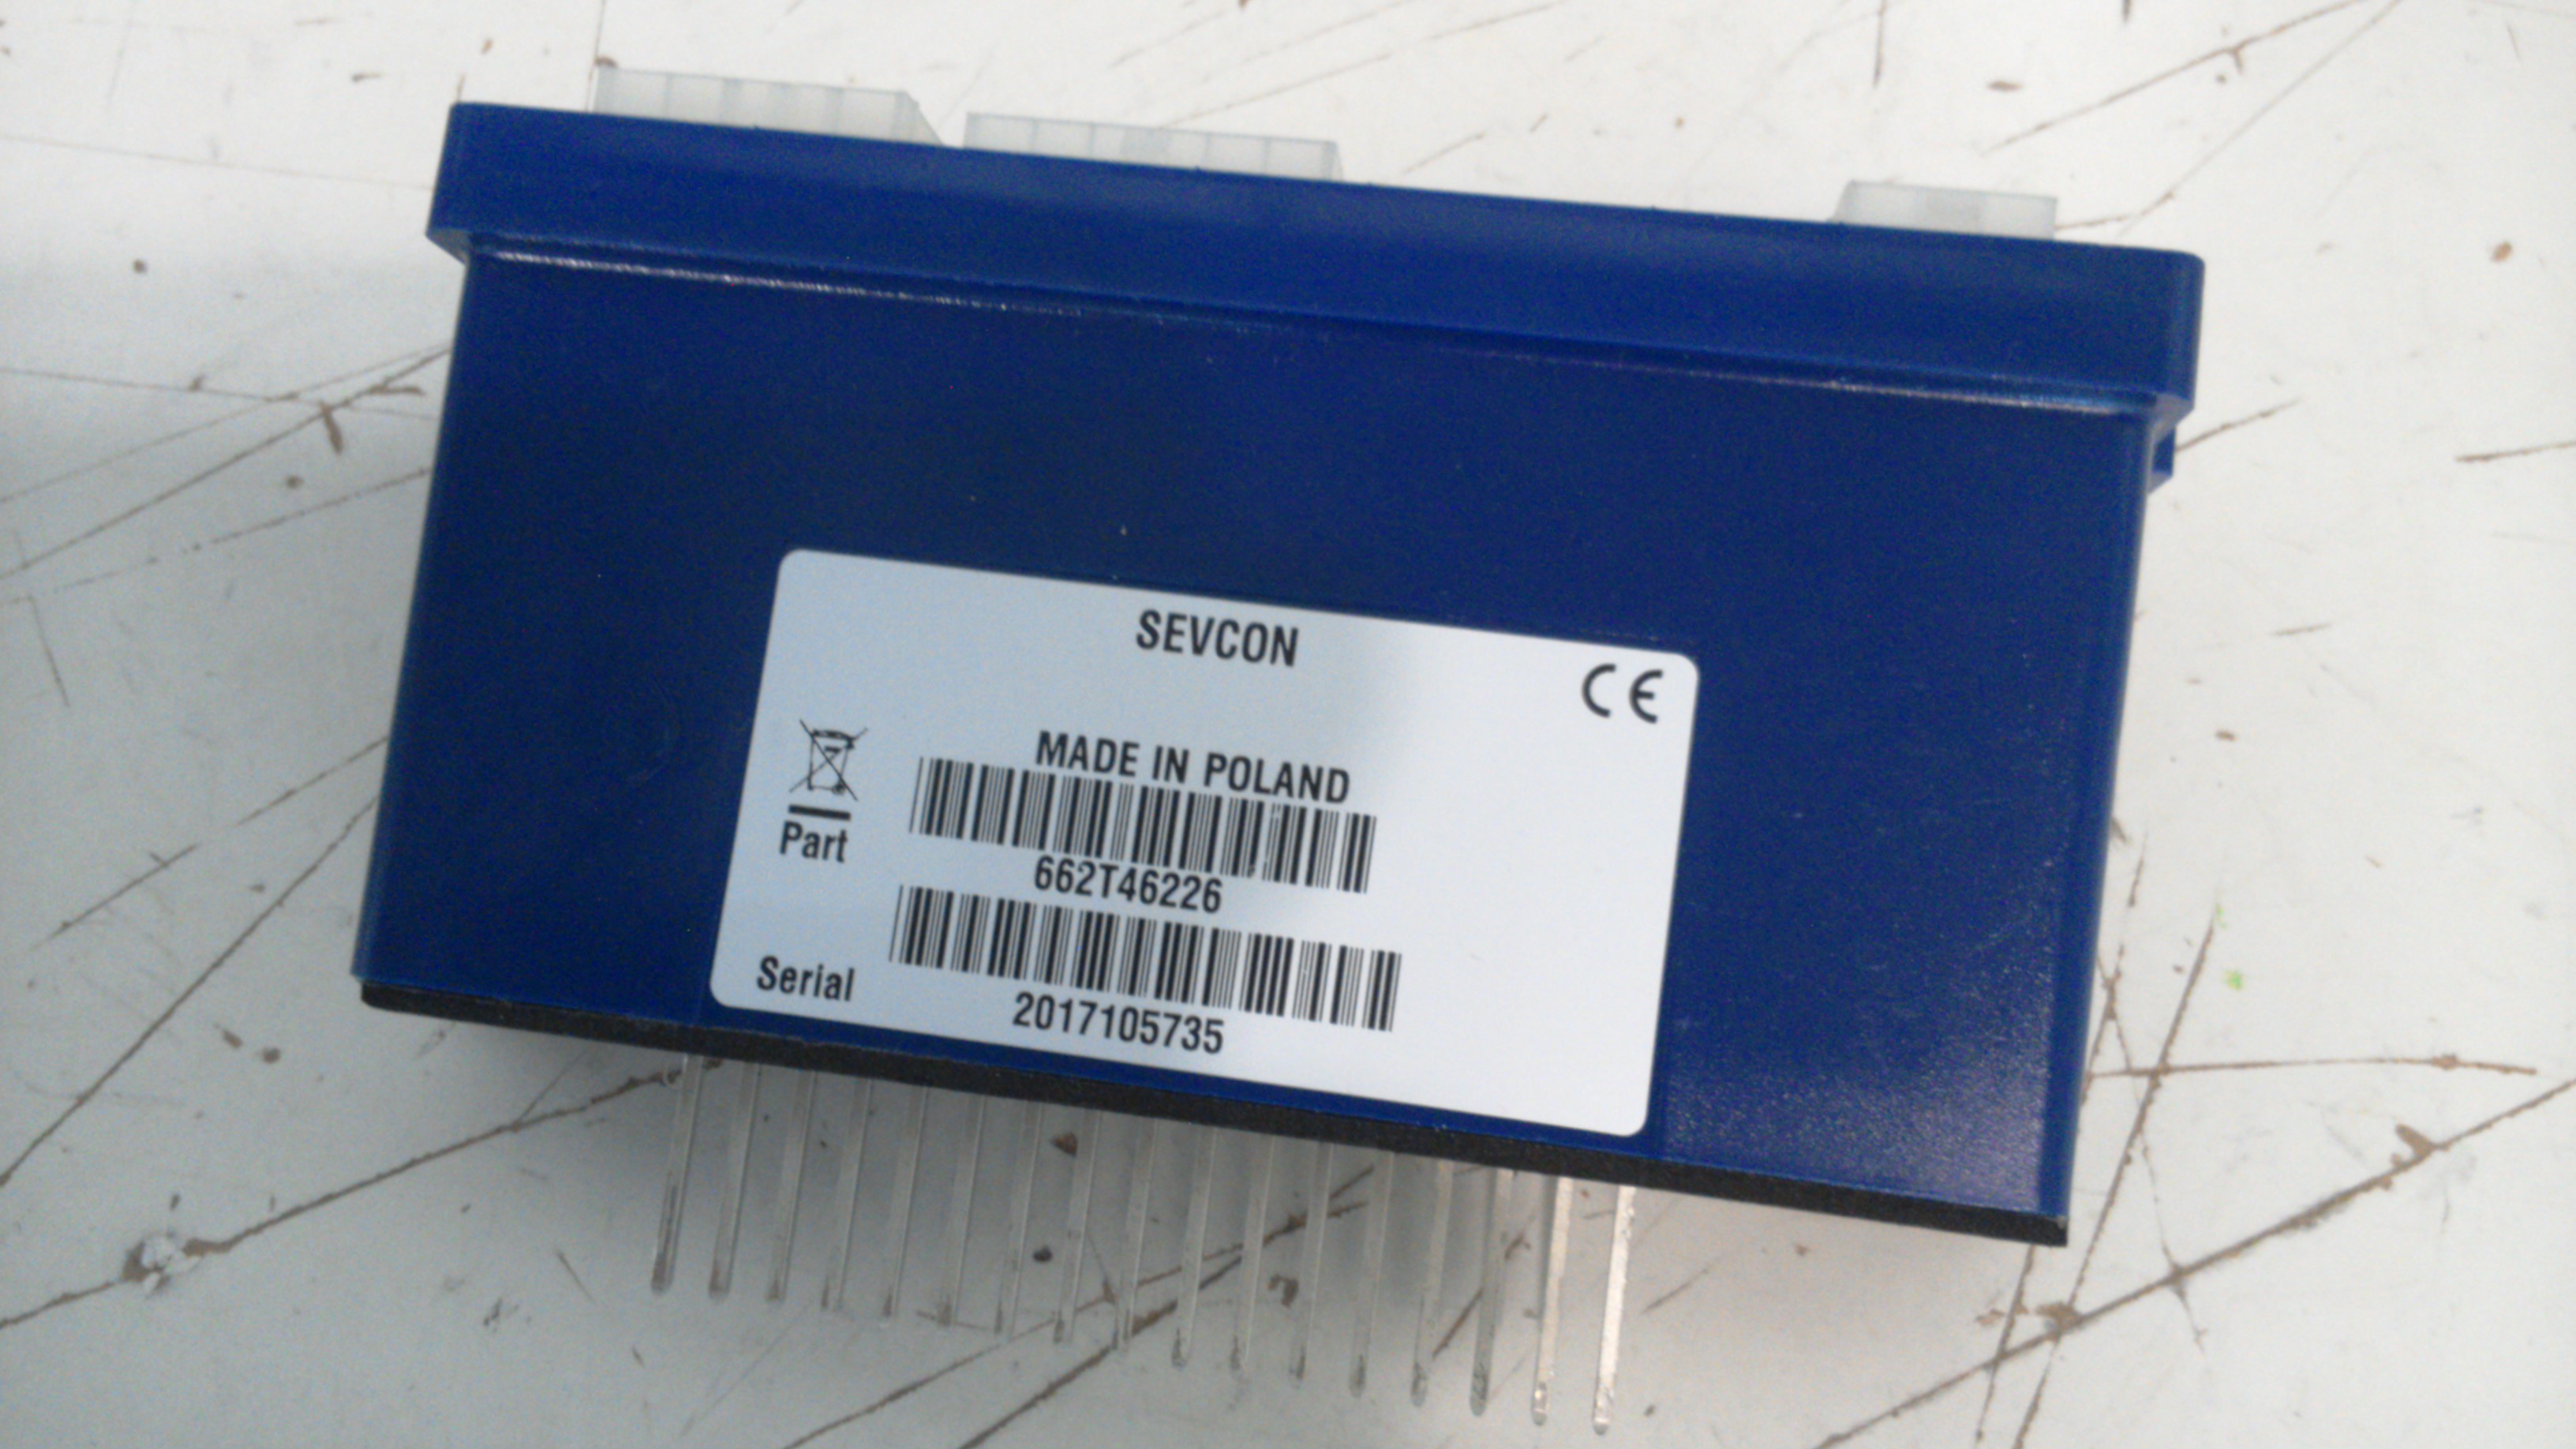 SEVCON
CE
MADE IN POLAND
Part
662T46226
Serial
2017105735